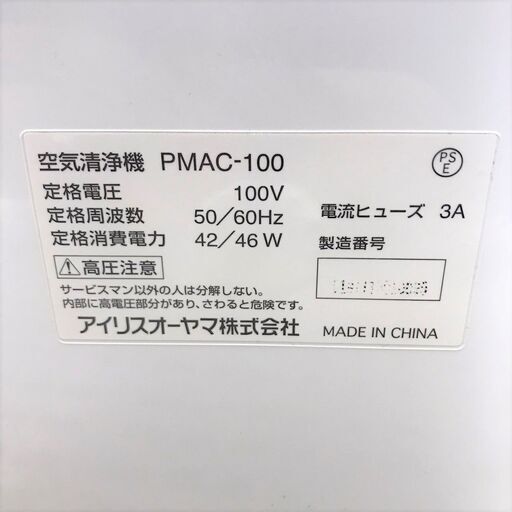 空気清浄機 PMAC-100
定格電圧 100V
定格周波数 50/60Hz
定格消費電力 42/46W
⚠高圧注意
サービスマン以外の人は分解しない。
内部に高電圧部分があり、さわると危険です。
アイリスオーヤマ株式会社
PS
E
電流ヒューズ 3A
製造番号
MADE IN CHINA